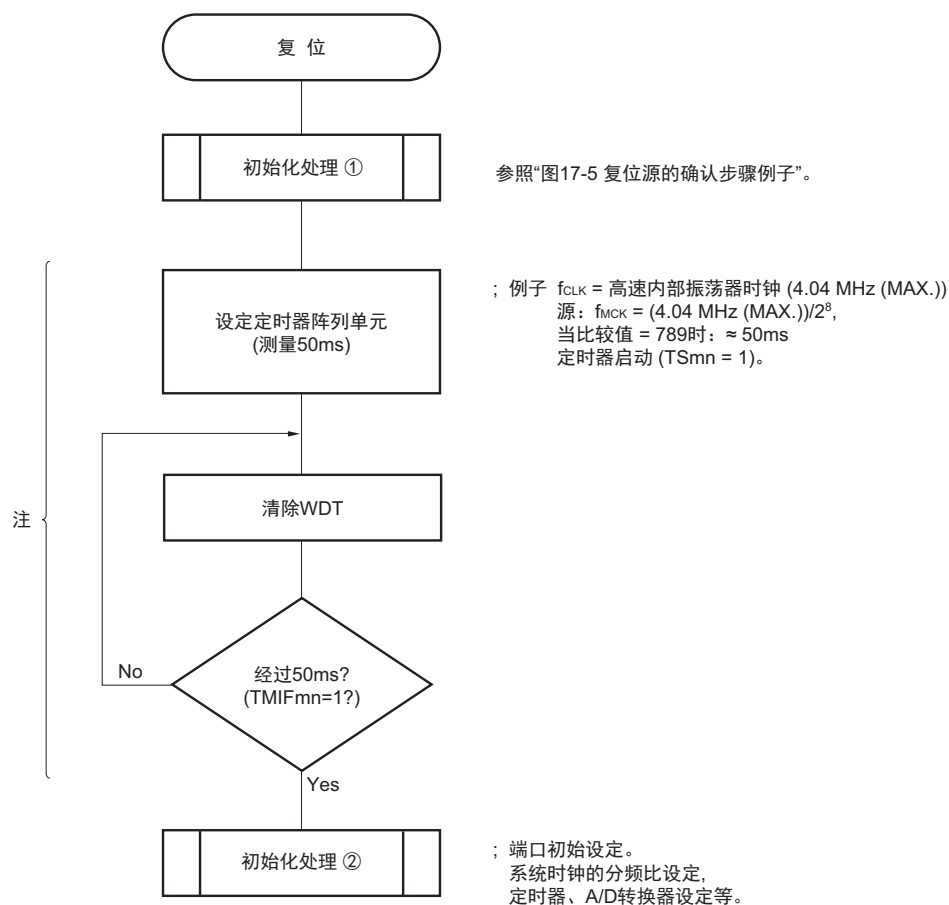 复 位
初始化处理 ①
参照“图17-5 复位源的确认步骤例子”。
设定定时器阵列单元
(测量50ms)
; 例子 fCLK = 高速内部振荡器时钟 (4.04 MHz (MAX.))
源：fMCK = (4.04 MHz (MAX.))/2⁸,
当比较值 = 789时：≈ 50ms
定时器启动 (TSmn = 1)。
清除WDT
注
No
经过50ms?
(TMIFmn=1?)
Yes
初始化处理 ②
; 端口初始设定。
系统时钟的分频比设定,
定时器、A/D转换器设定等。